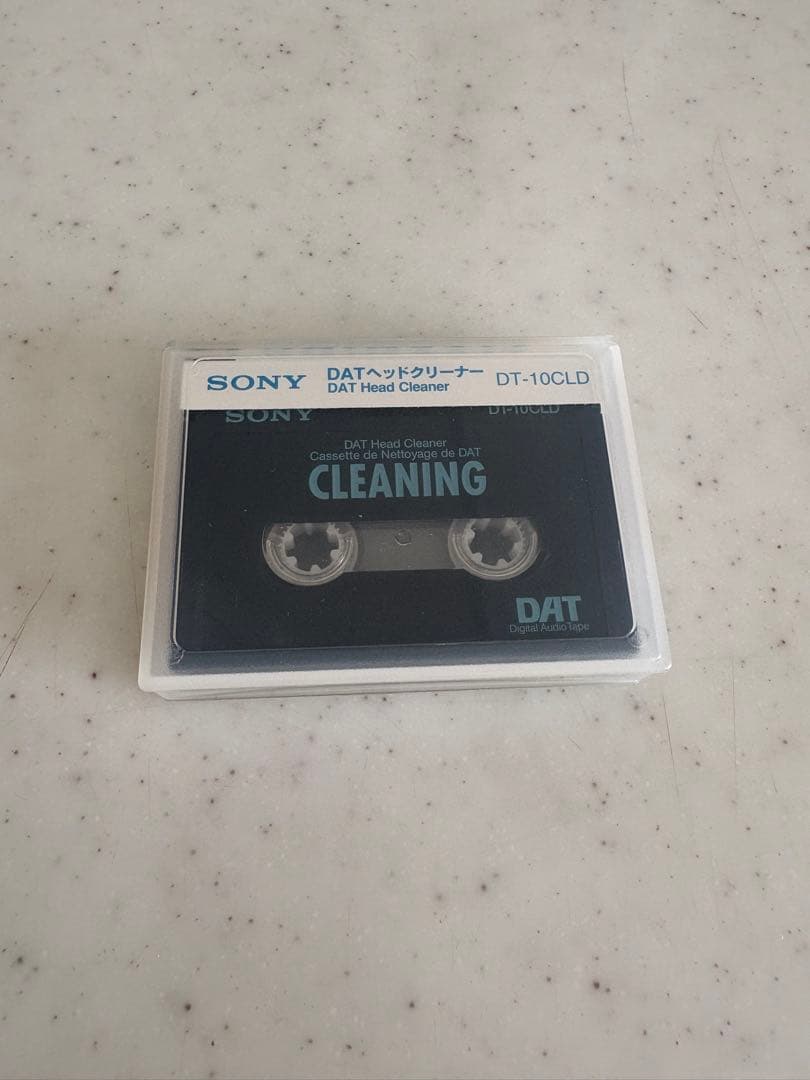 SONY DATヘッドクリーナー DT-10CLD
DAT Head Cleaner
SONY DT-10CLD
DAT Head Cleaner
Cassette de Nettoyage de DAT
CLEANING
DAT
Digital Audio Tape